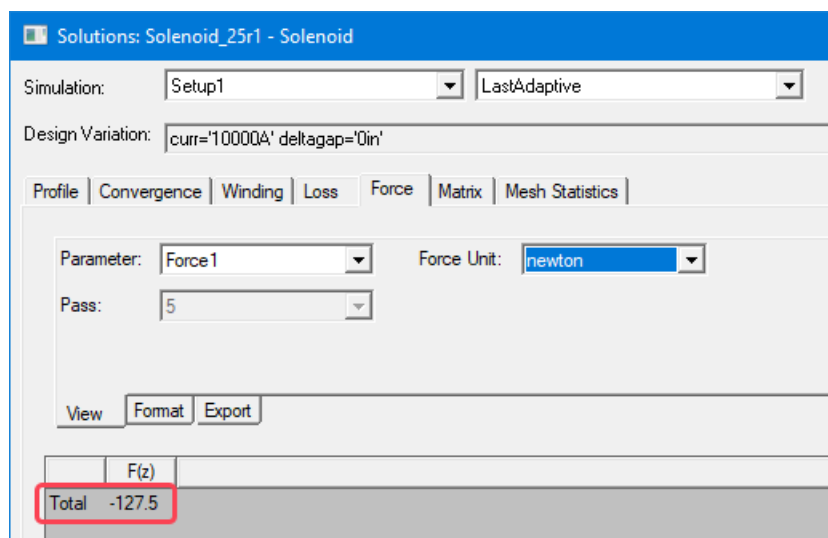 Solutions: Solenoid_25r1 - Solenoid
Simulation: Setup1 LastAdaptive
Design Variation: curr='10000A' deltagap='0in'
Profile Convergence Winding Loss Force Matrix Mesh Statistics
Parameter: Force1 Force Unit: newton
Pass: 5
View Format Export
F(z)
Total -127.5